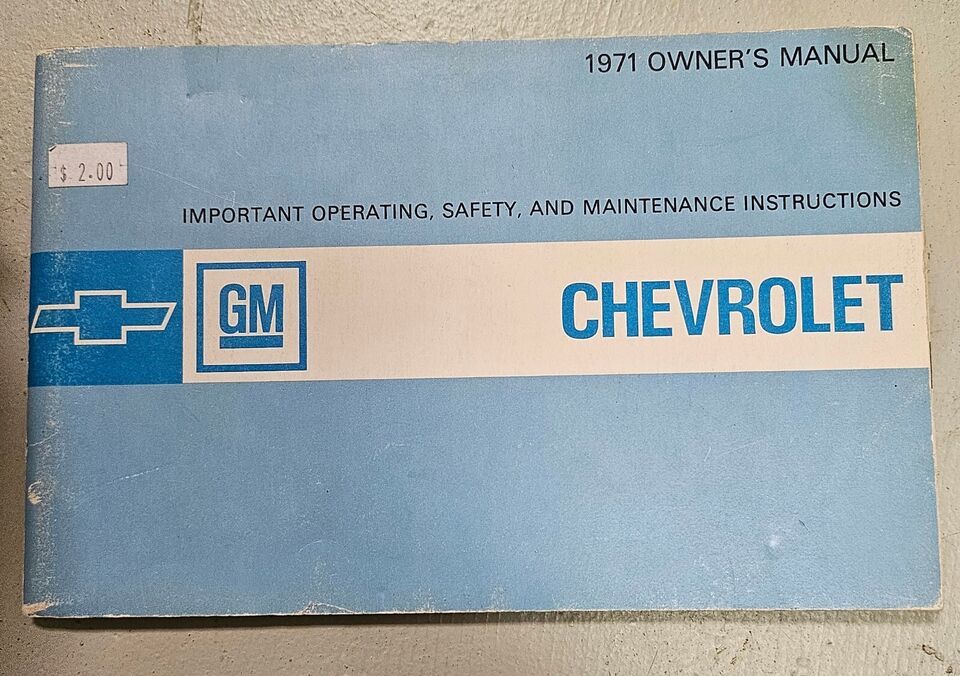 1971 OWNER'S MANUAL
$ 2.00
IMPORTANT OPERATING, SAFETY, AND MAINTENANCE INSTRUCTIONS
GM
CHEVROLET